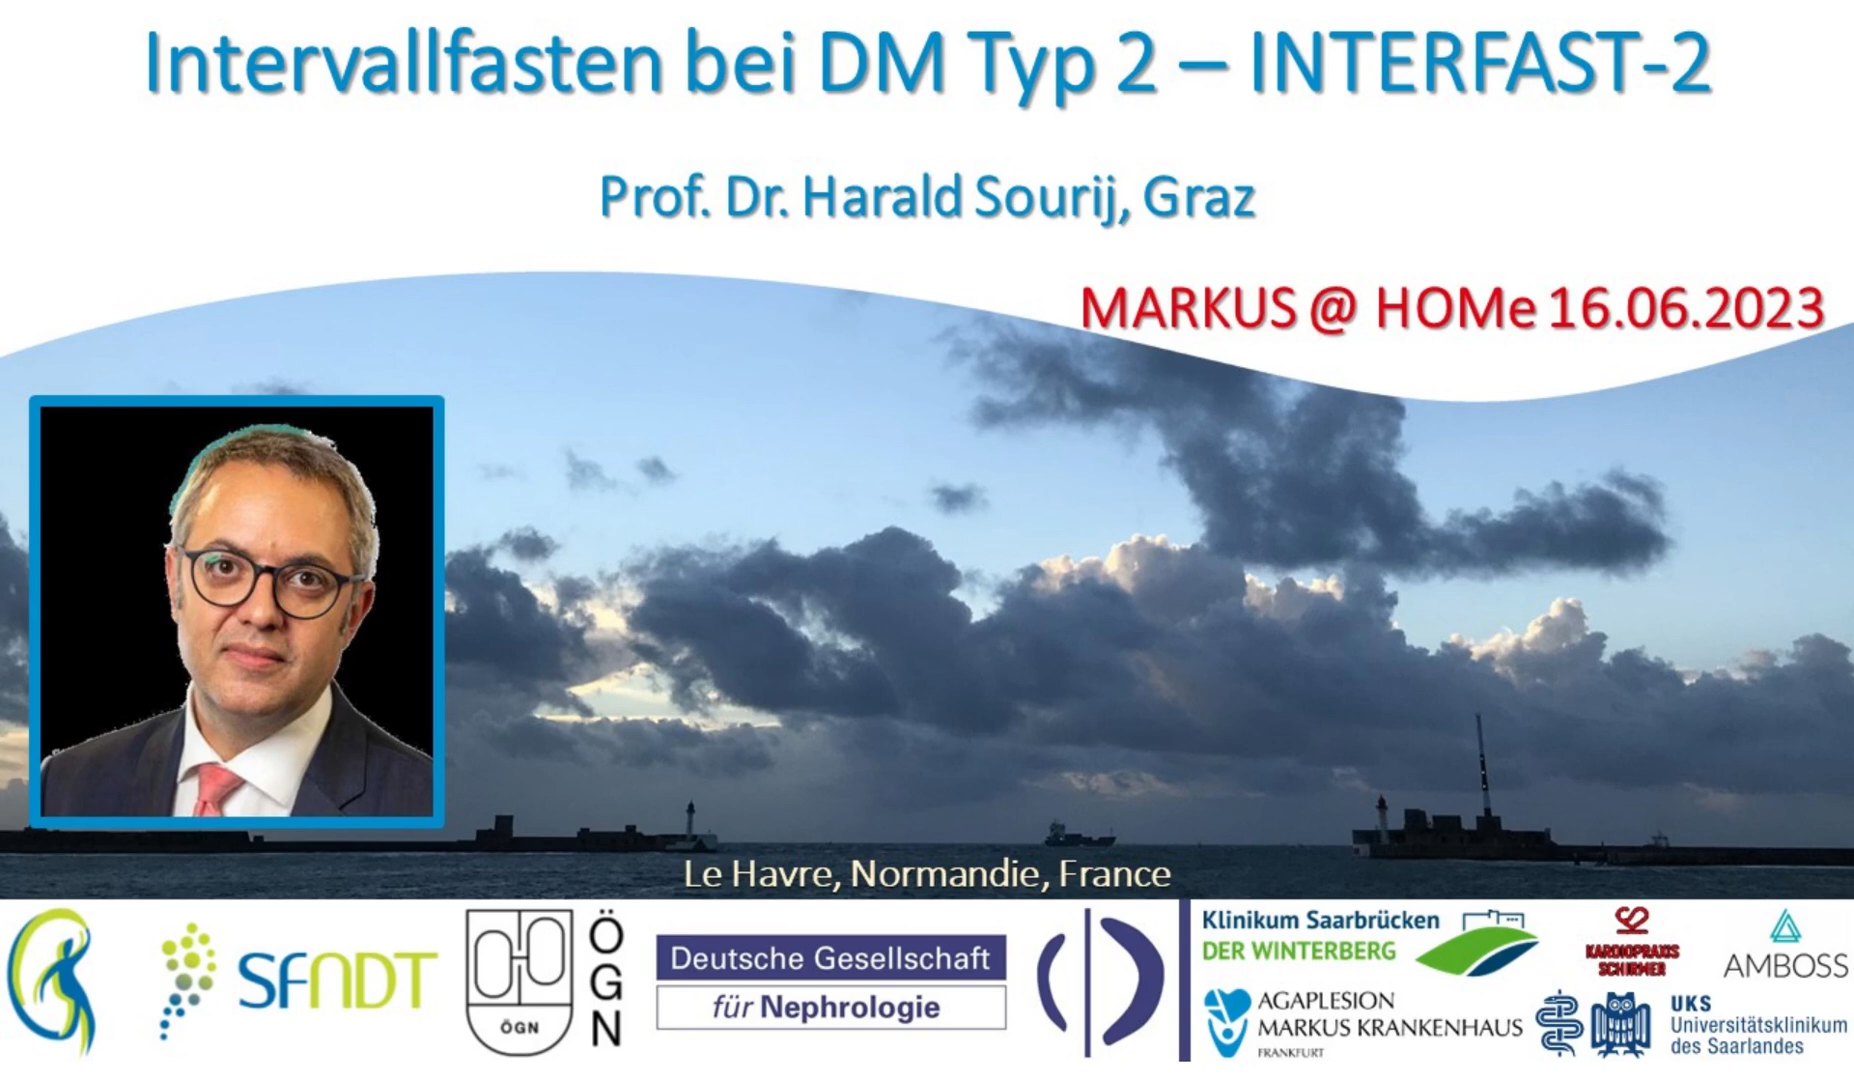 Intervallfasten bei DM Typ 2 – INTERFAST-2
Prof. Dr. Harald Sourij, Graz
MARKUS @ HOMe 16.06.2023
Le Havre, Normandie, France
SFNDT
ÖGN
ÖGN
Deutsche Gesellschaft
für Nephrologie
Klinikum Saarbrücken
DER WINTERBERG
KARDIOPRAXIS
SCHIRMER
AMBOSS
AGAPLESION
MARKUS KRANKENHAUS
FRANKFURT
UKS
Universitätsklinikum
des Saarlandes